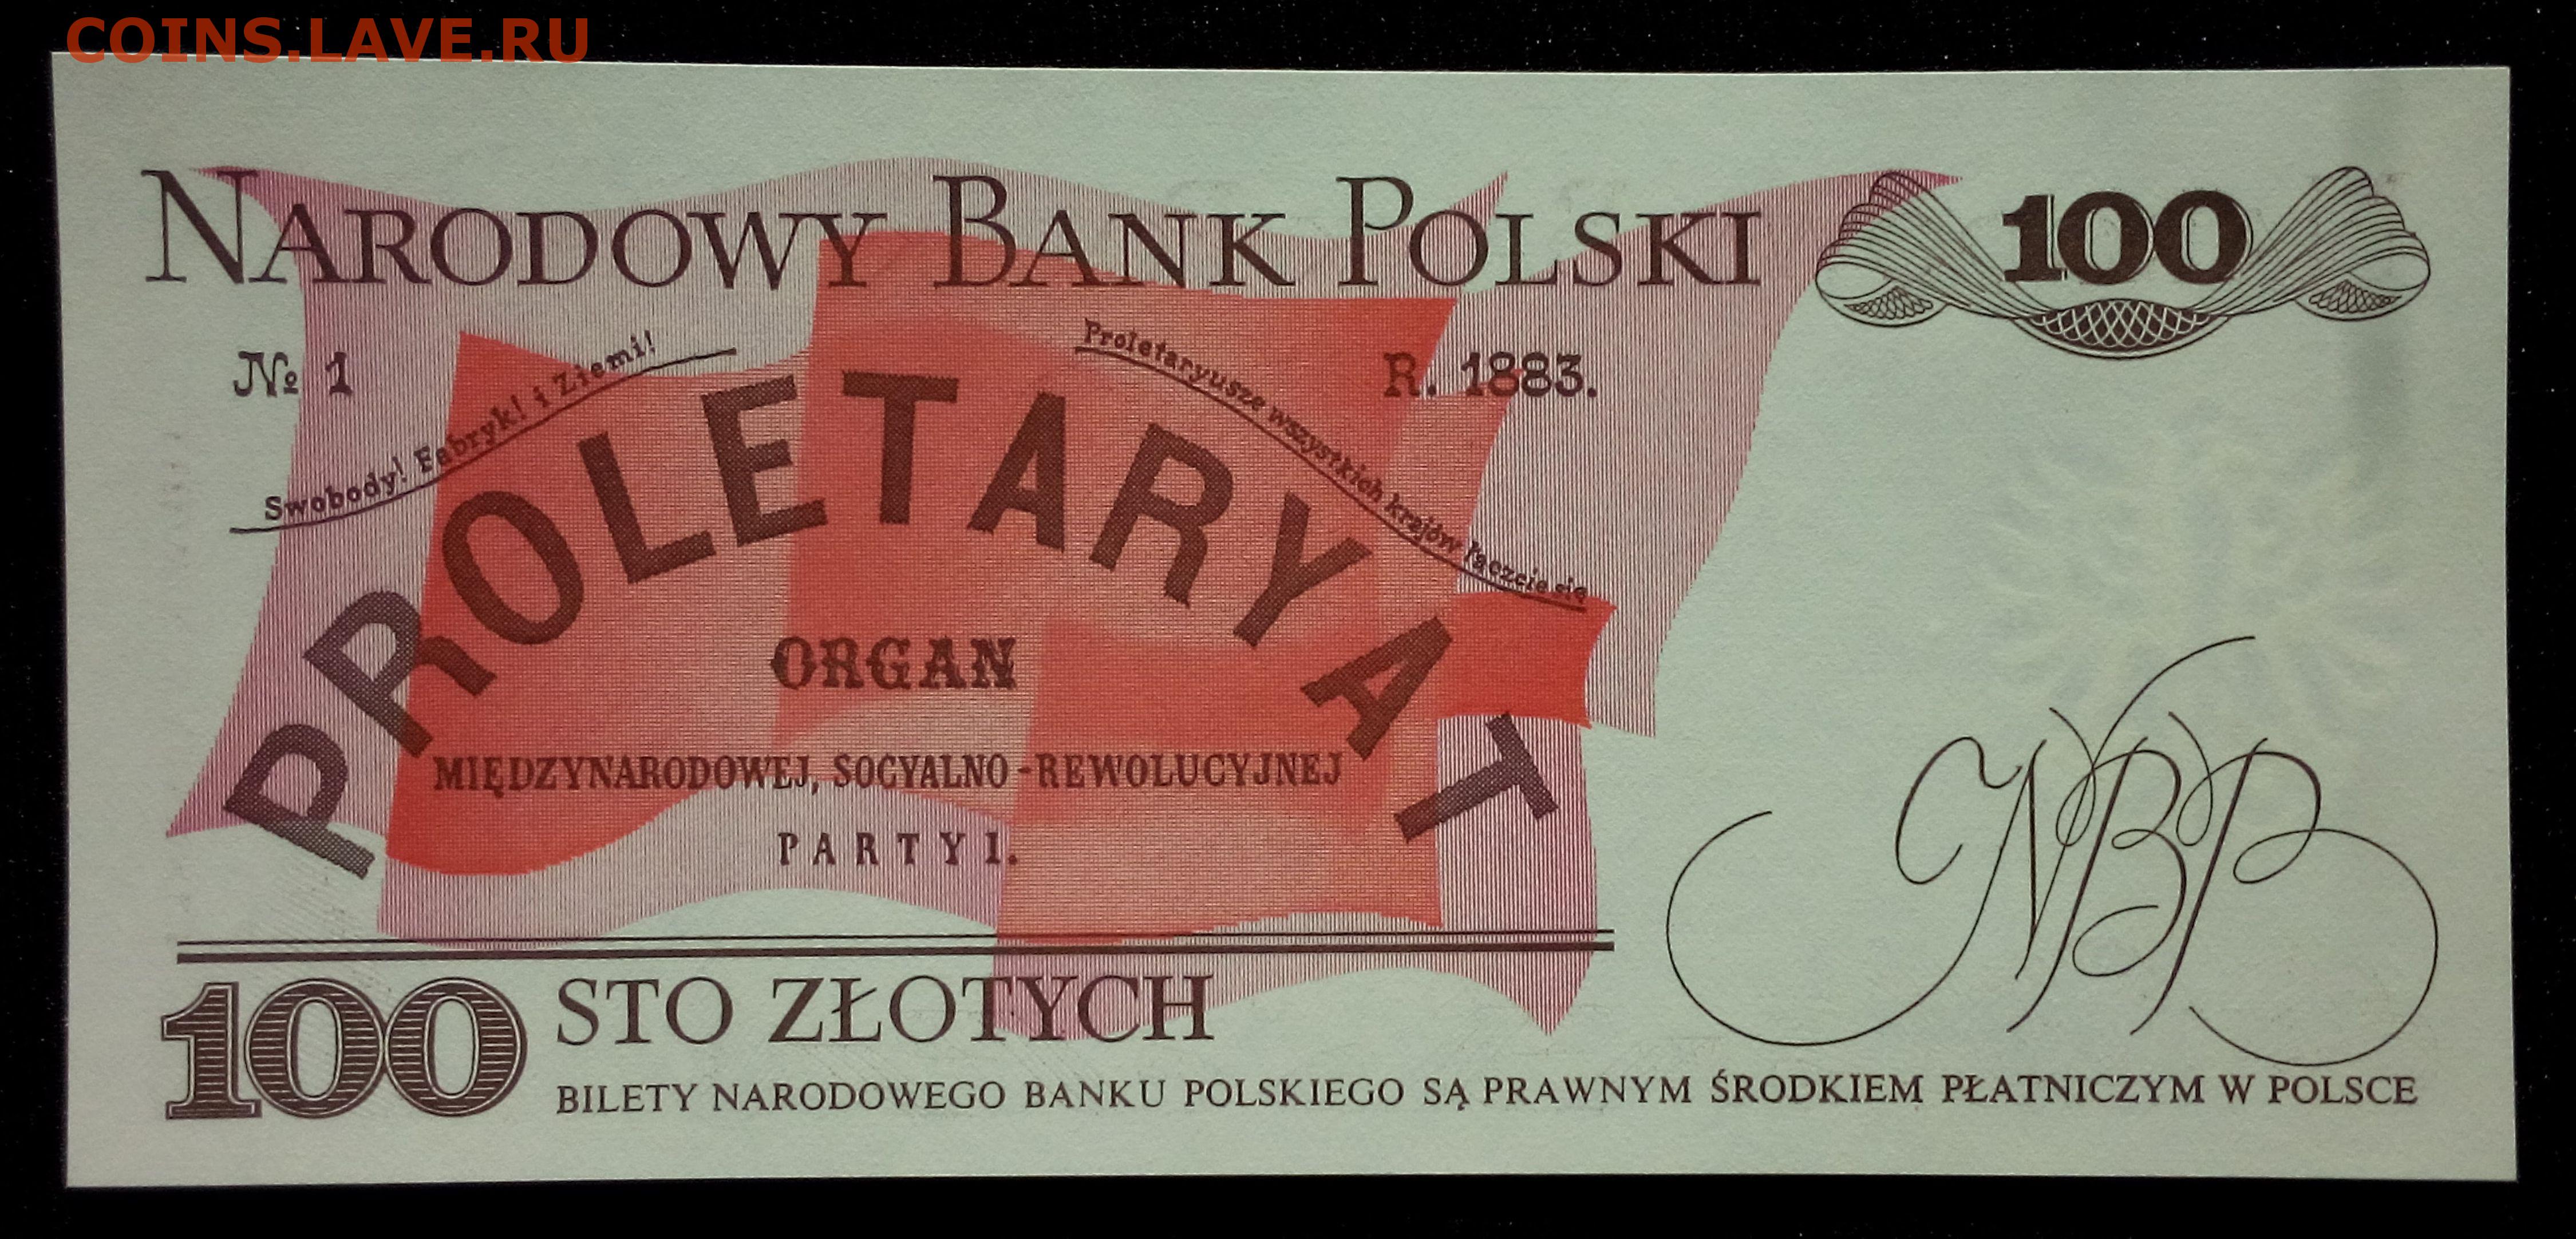 COINS.LAVE.RU
NARODOWY BANK POLSKI
100
№ 1
Swobody! Fabryk! i Ziemi!
Proletaryusze wszystkich krajów łączcie się
R. 1883.
PROLETARYAT
ORGAN
MIĘDZYNARODOWEJ, SOCYALNO-REWOLUCYJNEJ
PARTYI.
NBP
100 STO ZŁOTYCH
BILETY NARODOWEGO BANKU POLSKIEGO SĄ PRAWNYM ŚRODKIEM PŁATNICZYM W POLSCE